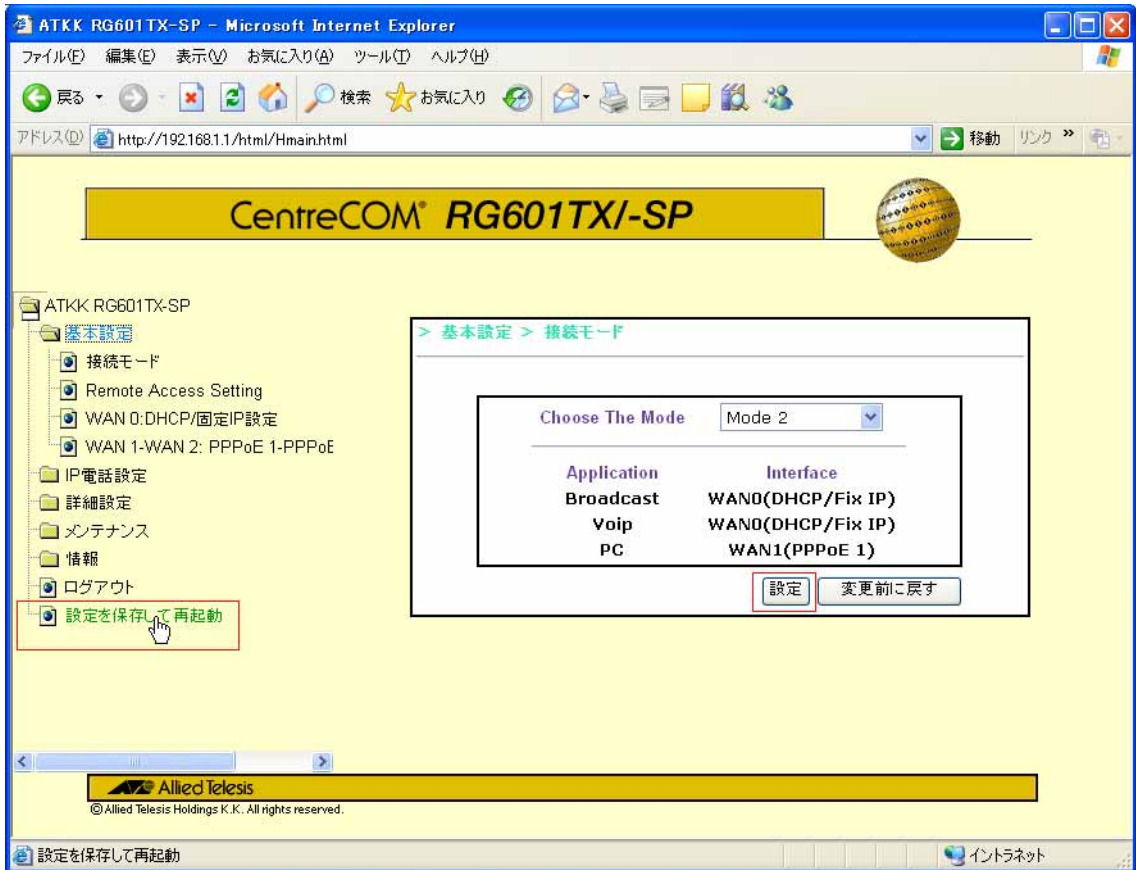 ATKK RG601TX-SP - Microsoft Internet Explorer
ファイル(F) 編集(E) 表示(V) お気に入り(A) ツール(T) ヘルプ(H)
戻る 検索 お気に入り
アドレス(D) http://192.168.1.1/html/Hmain.html 移動 リンク »
CentreCOM® RG601TX/-SP
ATKK RG601TX-SP
基本設定
接続モード
Remote Access Setting
WAN 0:DHCP/固定IP設定
WAN 1-WAN 2: PPPoE 1-PPPoE
IP電話設定
詳細設定
メンテナンス
情報
ログアウト
設定を保存して再起動
> 基本設定 > 接続モード
Choose The Mode Mode 2
Application Interface
Broadcast WAN0(DHCP/Fix IP)
Voip WAN0(DHCP/Fix IP)
PC WAN1(PPPoE 1)
設定 変更前に戻す
Allied Telesis
© Allied Telesis Holdings K.K. All rights reserved.
設定を保存して再起動 イントラネット